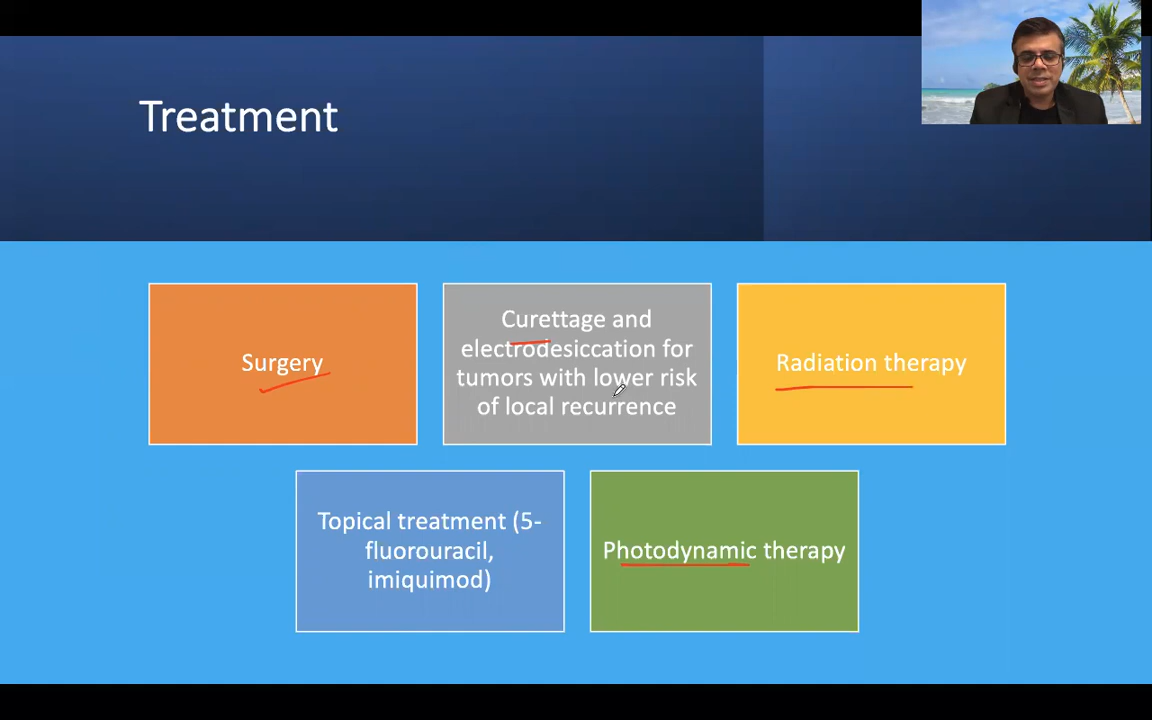 Treatment
Surgery
Curettage and
electrodesiccation for
tumors with lower risk
of local recurrence
Radiation therapy
Topical treatment (5-
fluorouracil,
imiquimod)
Photodynamic therapy